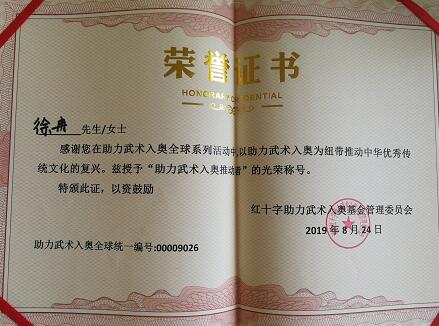 荣誉证书
HONORARY CREDENTIAL
徐舟 先生/女士
感谢您在助力武术入奥全球系列活动中,以助力武术入奥为纽带推动中华优秀传
统文化的复兴。兹授予“助力武术入奥推动者”的光荣称号。
特颁此证，以资鼓励
红十字助力武术入奥基金管理委员会
2019年8月24日
助力武术入奥全球统一编号:00009026